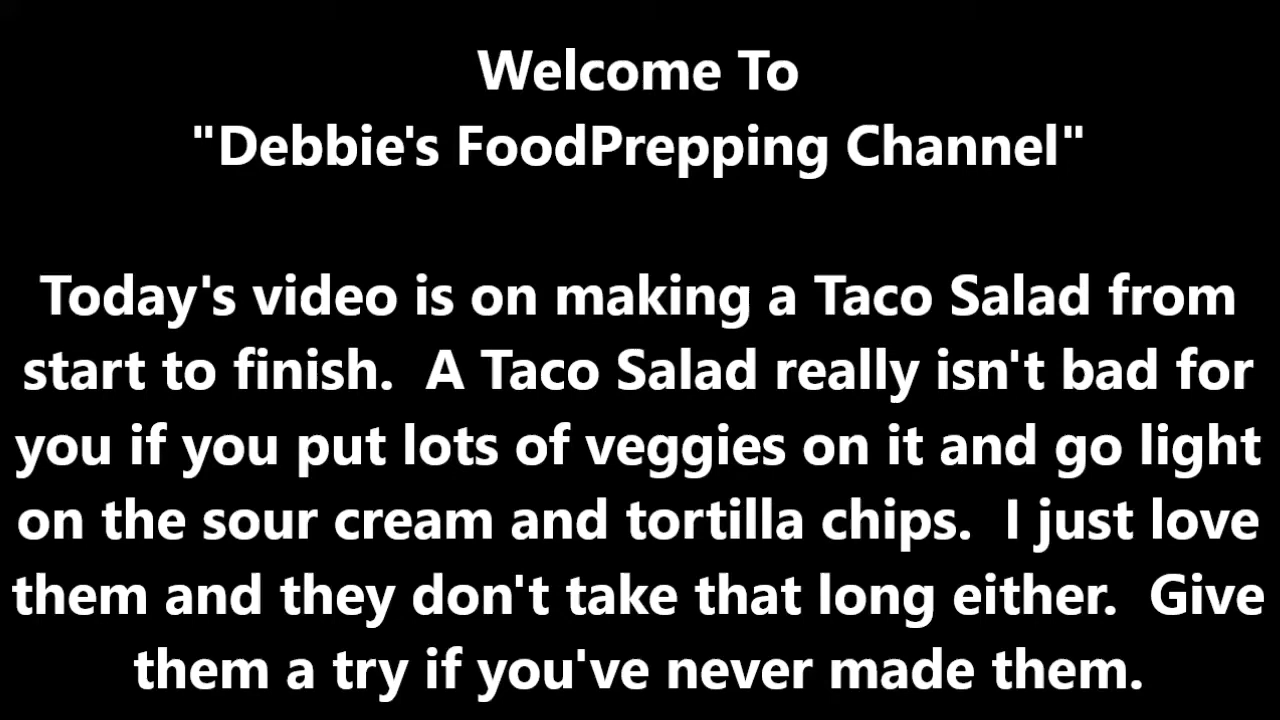 Welcome To
"Debbie's FoodPrepping Channel"
Today's video is on making a Taco Salad from
start to finish.  A Taco Salad really isn't bad for
you if you put lots of veggies on it and go light
on the sour cream and tortilla chips.  I just love
them and they don't take that long either.  Give
them a try if you've never made them.